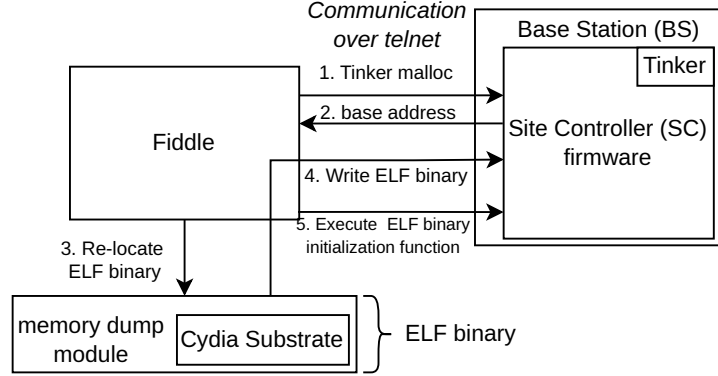 Communication
over telnet
Base Station (BS)
Tinker
1. Tinker malloc
2. base address
Fiddle
Site Controller (SC)
firmware
4. Write ELF binary
5. Execute ELF binary
initialization function
3. Re-locate
ELF binary
memory dump
module
Cydia Substrate
ELF binary